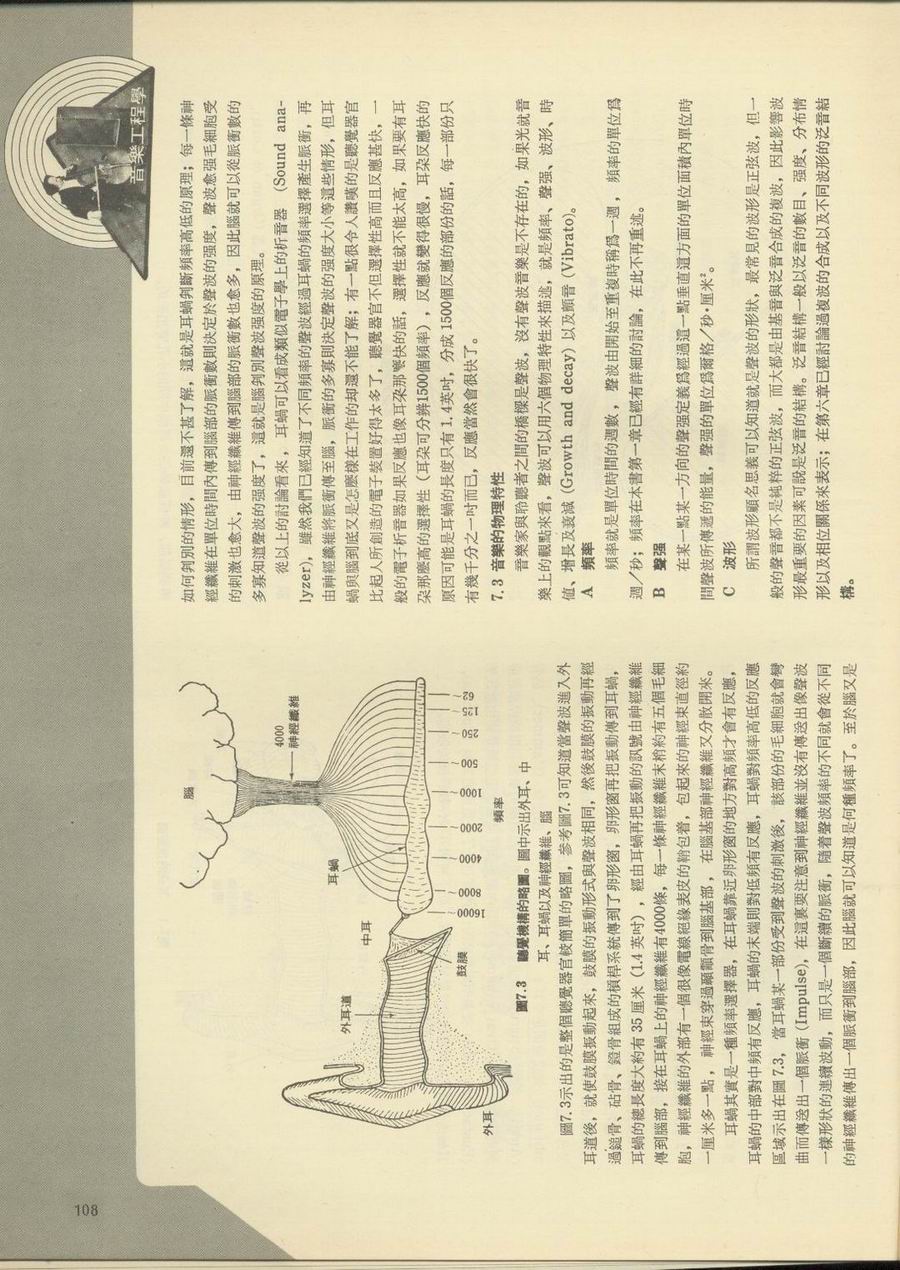 音樂工程學
腦
4000
神經纖維
耳蝸
中耳
外耳道
鼓膜
外耳
16000~
8000~
4000~
2000~
1000~
500~
250~
125~
62~
頻率
圖7.3 聽覺機構的略圖。圖中示出外耳、中
耳、耳蝸以及神經纖維、腦
圖7.3示出的是整個聽覺器官較簡單的略圖，參考圖7.3可知道當聲波進入外
耳道後，就使鼓膜振動起來，鼓膜的振動形式與聲波相同，然後鼓膜的振動再經
過鎚骨、砧骨、鐙骨組成的槓桿系統傳到了卵形窗，卵形窗再把振動傳到耳蝸，
耳蝸的總長度大約有 35 厘米（1.4 英吋），經由耳蝸再把振動的訊號由神經纖維
傳到腦部，接在耳蝸上的神經纖維有4000條，每一條神經纖維末梢約有五個毛細
胞，神經纖維的外部有一個很像電線絕緣表皮的鞘包着，包起來的神經束直徑約
一厘米多一點，神經束穿過顳顬骨到腦基部，在腦基部神經纖維又分散開來。
耳蝸其實是一種頻率選擇器，在耳蝸靠近卵形窗的地方對高頻才會有反應，
耳蝸的中部對中頻有反應，耳蝸的末端則對低頻有反應，耳蝸對頻率高低的反應
區域示出在圖 7.3，當耳蝸某一部份受到聲波的刺激後，該部份的毛細胞就會彎
曲而傳送出一個脈衝 (Impulse)，在這裏要注意到神經纖維並沒有傳送出像聲波
一樣形狀的連續波動，而只是一個斷續的脈衝，隨着聲波頻率的不同就會從不同
的神經纖維傳出一個脈衝到腦部，因此腦就可以知道是何種頻率了。至於腦又是
如何判別的情形，目前還不甚了解，這就是耳蝸判斷頻率高低的原理；每一條神
經纖維在單位時間內傳到腦部的脈衝數則決定於聲波的强度，聲波愈强毛細胞受
的刺激也愈大，由神經纖維傳到腦部的脈衝數也愈多，因此腦就可以從脈衝數的
多寡知道聲波的强度了，這就是腦判別聲波强度的原理。
從以上的討論看來，耳蝸可以看成類似電子學上的析音器 （Sound ana-
lyzer)，雖然我們已經知道了不同頻率的聲波經過耳蝸的頻率選擇產生脈衝，再
由神經纖維將脈衝傳至腦，脈衝的多寡則決定聲波的强度大小等這些情形，但耳
蝸與腦到底又是怎麼樣在工作的却還不能了解；有一點很令人讚嘆的是聽覺器官
比起人所創造的電子裝置好得太多了，聽覺器官不但選擇性高而且反應甚快，一
般的電子析音器如果反應也像耳朶那麼快的話，選擇性就不能太高，如果要有耳
朶那麼高的選擇性（耳朶可分辨1500個頻率），反應就變得很慢，耳朶反應快的
原因可能是耳蝸的長度只有 1.4英吋，分成 1500個反應的部份的話，每一部份只
有幾千分之一吋而已，反應當然會很快了。
7.3 音樂的物理特性
音樂家與聆聽者之間的橋樑是聲波，沒有聲波音樂是不存在的，如果光就音
樂上的觀點來看，聲波可以用六個物理特性來描述，就是頻率、聲强、波形、時
値、增長及衰減（Growth and decay) 以及顫音 (Vibrato)。
A 頻率
頻率就是單位時間的週數，聲波由開始至重複時稱爲一週，頻率的單位爲
週／秒；頻率在本書第一章已經有詳細的討論，在此不再重述。
B 聲强
在某一點某一方向的聲强定義爲經過這一點垂直這方面的單位面積內單位時
間聲波所傳遞的能量，聲强的單位爲爾格／秒·厘米²。
C 波形
所謂波形顧名思義可以知道就是聲波的形狀，最常見的波形是正弦波，但一
般的聲音都不是純粹的正弦波，而大都是由基音與泛音合成的複波，因此影響波
形最重要的因素可說是泛音的結構。泛音結構一般以泛音的數目、强度、分布情
形以及相位關係來表示；在第六章已經討論過複波的合成以及不同波形的泛音結
構。
108